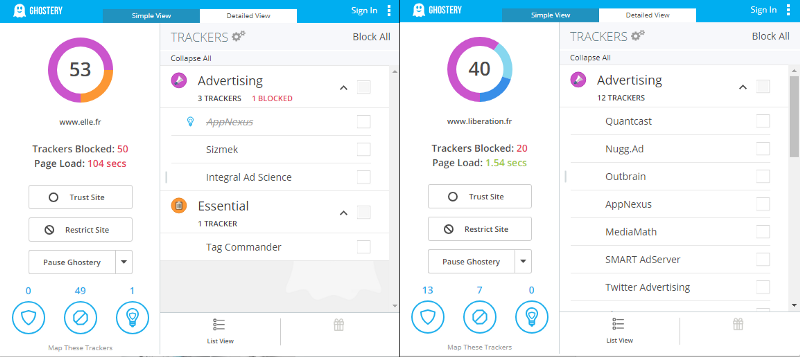 GHOSTERY
Simple View
Detailed View
Sign In
53
www.elle.fr
Trackers Blocked: 50
Page Load: 104 secs
Trust Site
Restrict Site
Pause Ghostery
0 49 1
Map These Trackers
TRACKERS
Block All
Collapse All
Advertising
3 TRACKERS 1 BLOCKED
AppNexus
Sizmek
Integral Ad Science
Essential
1 TRACKER
Tag Commander
List View
GHOSTERY
Simple View
Detailed View
Sign In
40
www.liberation.fr
Trackers Blocked: 20
Page Load: 1.54 secs
Trust Site
Restrict Site
Pause Ghostery
13 7 0
Map These Trackers
TRACKERS
Block All
Collapse All
Advertising
12 TRACKERS
Quantcast
Nugg.Ad
Outbrain
AppNexus
MediaMath
SMART AdServer
Twitter Advertising
List View